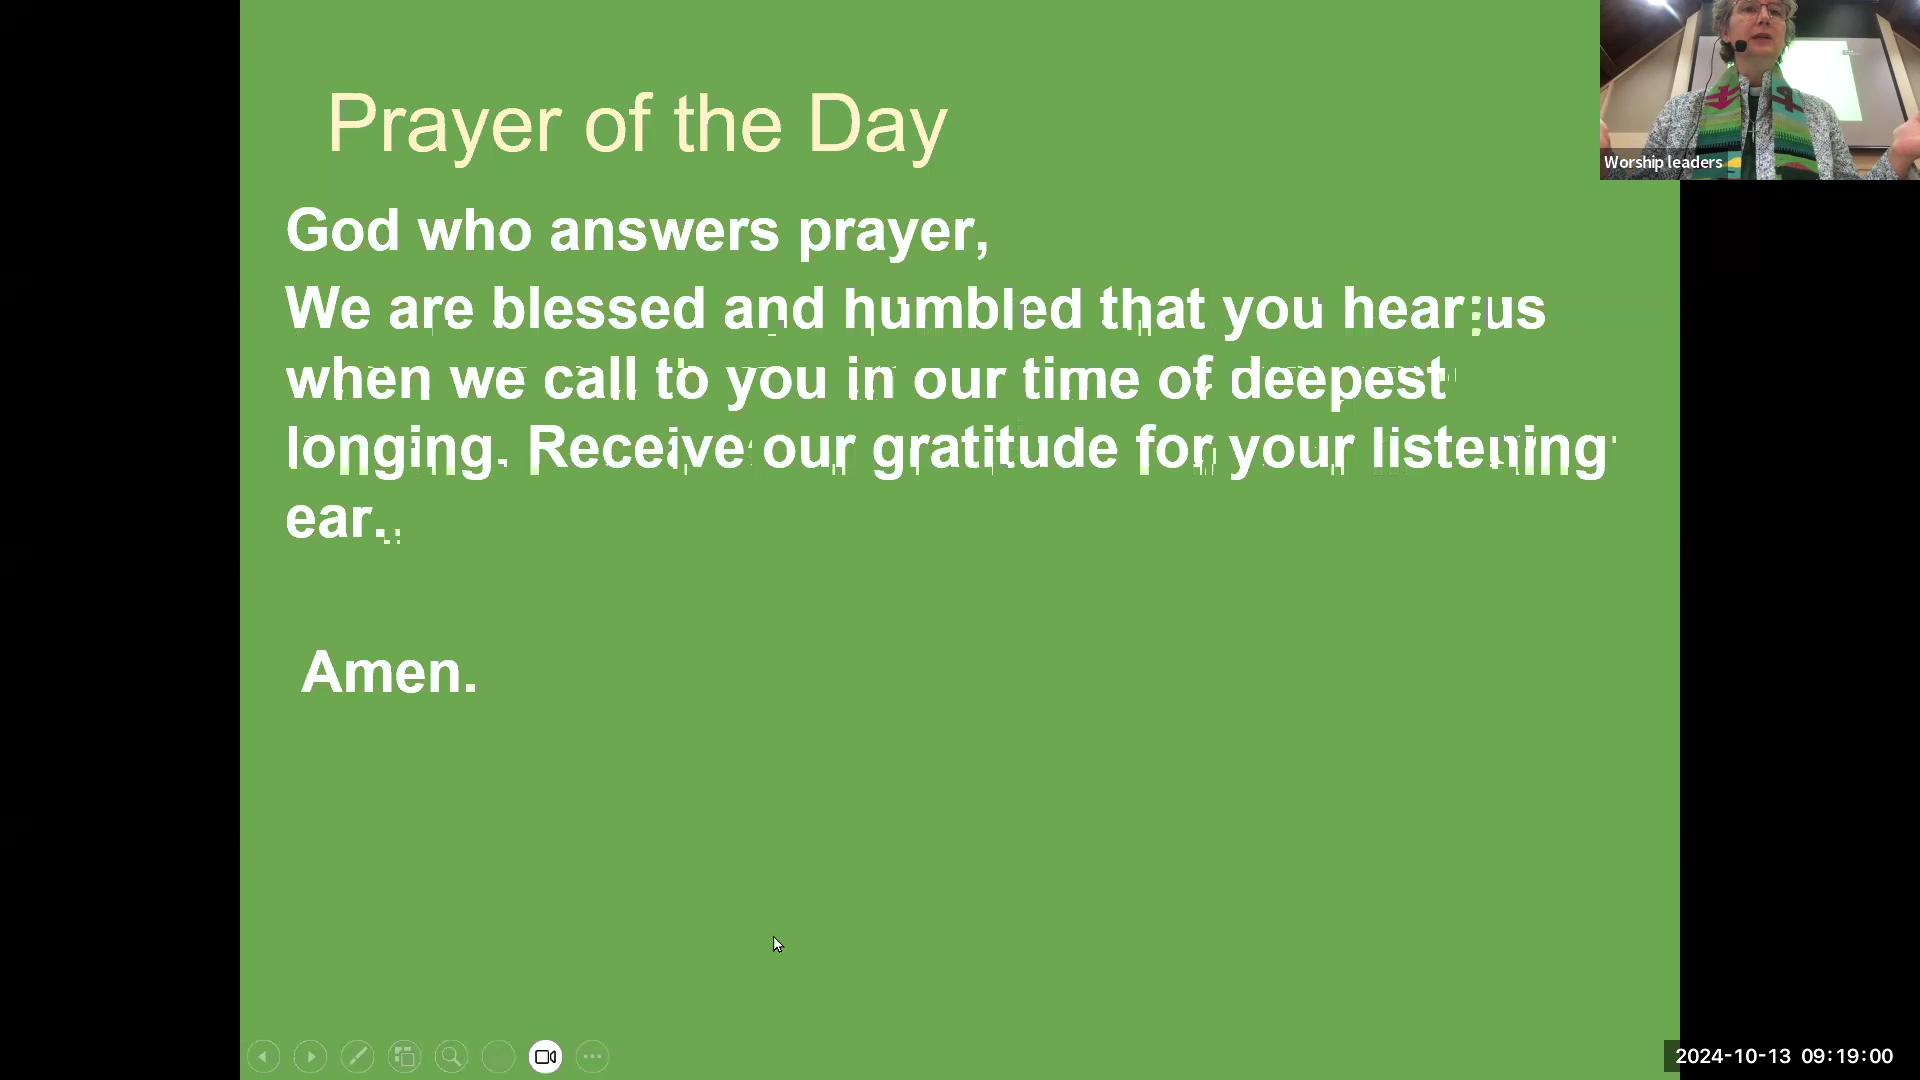 Prayer of the Day
God who answers prayer,
We are blessed and humbled that you hear us
when we call to you in our time of deepest
longing. Receive our gratitude for your listening
ear.
Amen.
Worship leaders
2024-10-13 09:19:00